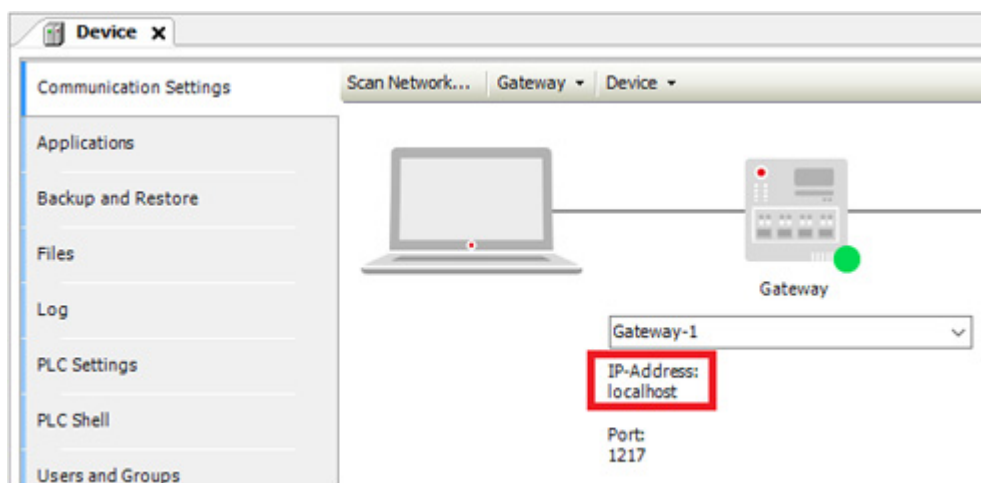 Device
Communication Settings
Applications
Backup and Restore
Files
Log
PLC Settings
PLC Shell
Users and Groups
Scan Network... Gateway Device
Gateway
Gateway-1
IP-Address:
localhost
Port:
1217